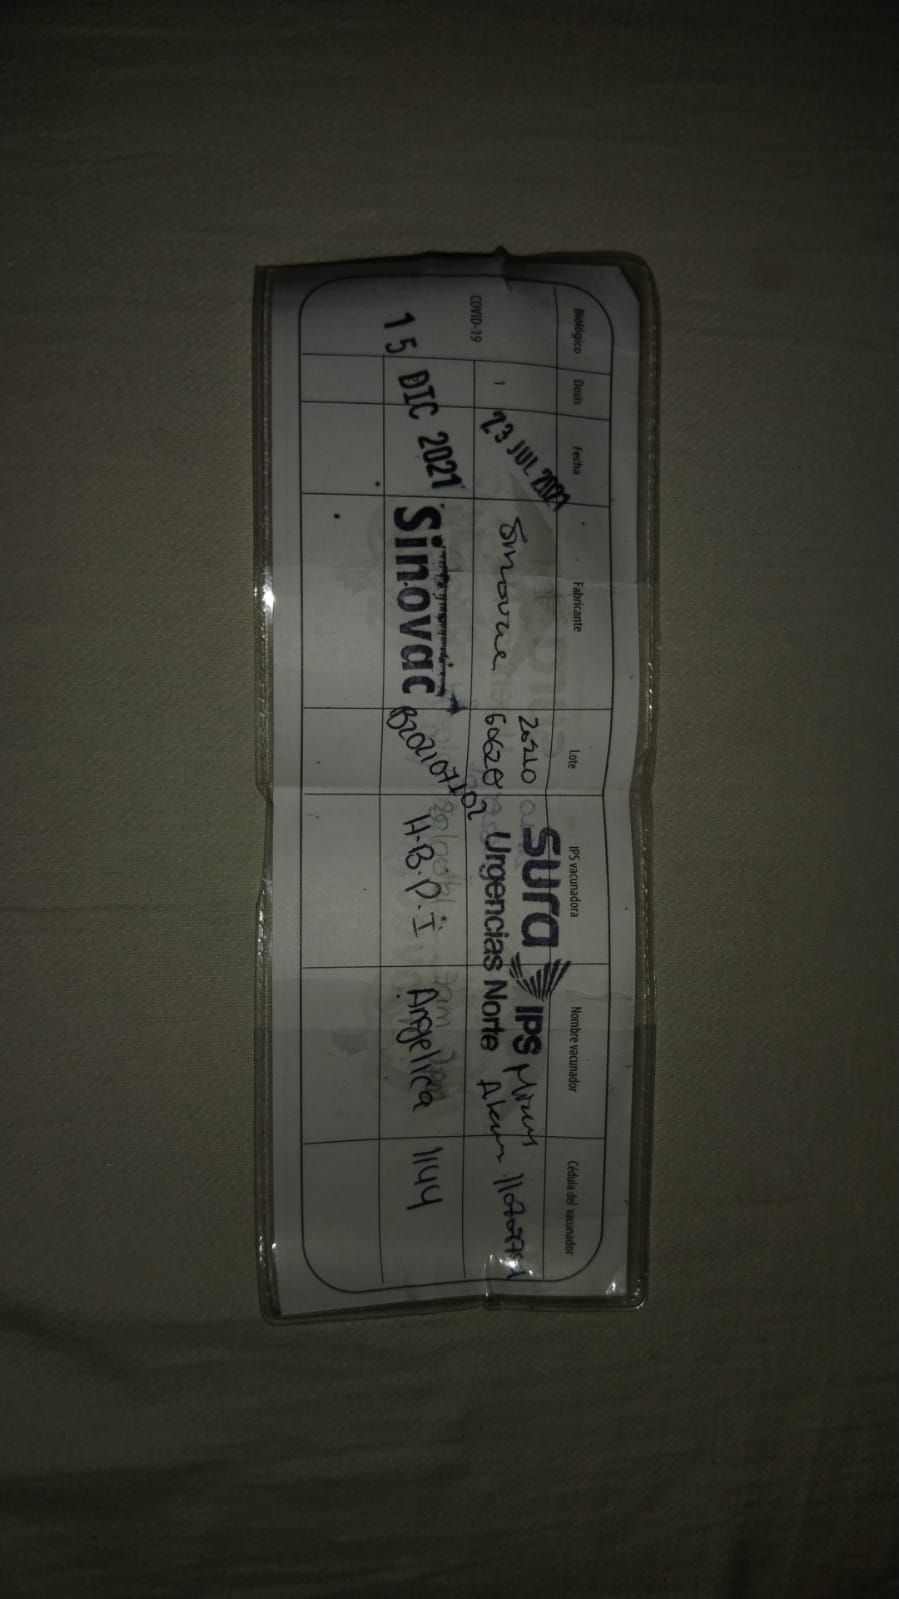 Biológico Dosis Fecha Fabricante Lote IPS vacunadora Nombre vacunador Cédula del vacunador
COVID-19 1 23 JUL 2021 Sinovac 20210 sura IPS
Urgencias Norte
15 DIC 2021 Sinovac H.B.D.I Angelica 1144